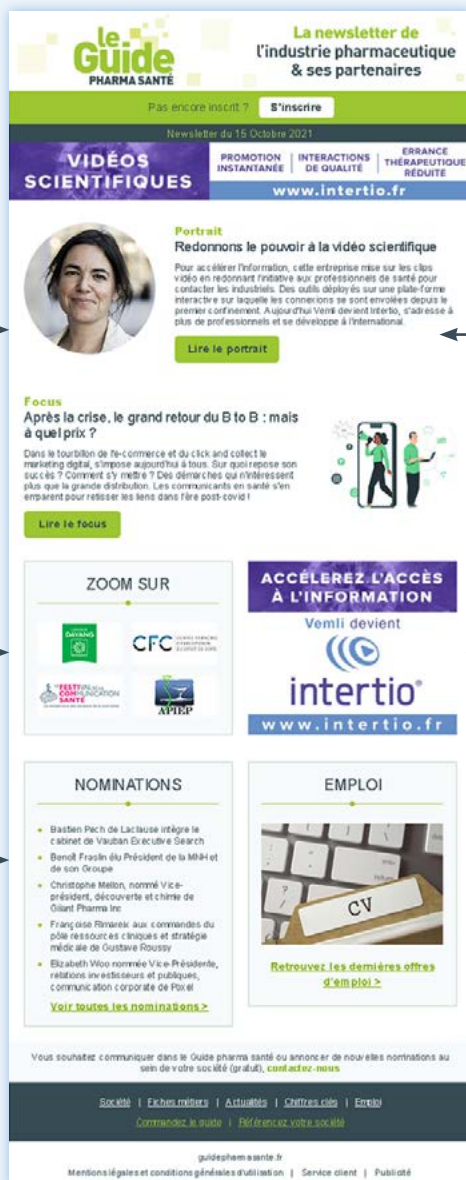 le
Guide
PHARMA SANTÉ
La newsletter de
l'industrie pharmaceutique
& ses partenaires
Pas encore inscrit ? S'inscrire
Newsletter du 15 Octobre 2021
VIDÉOS
SCIENTIFIQUES
PROMOTION
INSTANTANÉE
INTERACTIONS
DE QUALITÉ
ERRANCE
THÉRAPEUTIQUE
RÉDUITE
www.intertio.fr
Portrait
Redonnons le pouvoir à la vidéo scientifique
Pour accélérer l'information, cette entreprise mise sur les clips
vidéo en redonnant l'initiative aux professionnels de santé pour
contacter les industriels. Des outils déployés sur une plate-forme
interactive sur laquelle les connexions se sont envolées depuis le
premier confinement. Aujourd'hui Vemli devient Intertio, s'adresse à
plus de professionnels et se développe à l'international.
Lire le portrait
Focus
Après la crise, le grand retour du B to B : mais
à quel prix ?
Dans le tourbillon de l'e-commerce et du click and collect le
marketing digital, s'impose aujourd'hui à tous. Sur quoi repose son
succès ? Comment s'y mettre ? Des démarches qui n'intéressent
plus que la grande distribution. Les communicants en santé s'en
emparent pour retisser les liens dans l'ère post-covid !
Lire le focus
ZOOM SUR
DAYANG
CFC
FESTIVAL DE LA
COMMUNICATION
SANTÉ
APIEP
ACCÉLEREZ L'ACCÈS
À L'INFORMATION
Vemli devient
intertio
www.intertio.fr
NOMINATIONS
Bastien Pech de Laclause intègre le
cabinet de Vauban Executive Search
Benoît Fraslin élu Président de la MNH et
de son Groupe
Christophe Mellon, nommé Vice-
président, découverte et chimie de
Gilant Pharma Inc
Françoise Rimareix aux commandes du
pôle ressources cliniques et stratégie
médicale de Gustave Roussy
Elizabeth Woo nommée Vice-Présidente,
relations investisseurs et publiques,
communication corporate de Poxel
Voir toutes les nominations >
EMPLOI
CV
Retrouvez les dernières offres
d'emploi >
Vous souhaitez communiquer dans le Guide pharma santé ou annoncer de nouvelles nominations au
sein de votre société (gratuit), contactez-nous
Société | Fiches métiers | Actualités | Chiffres clés | Emploi
Commandez le guide | Référencez votre société
guidepharmasante.fr
Mentions légales et conditions générales d'utilisation | Service client | Publicité